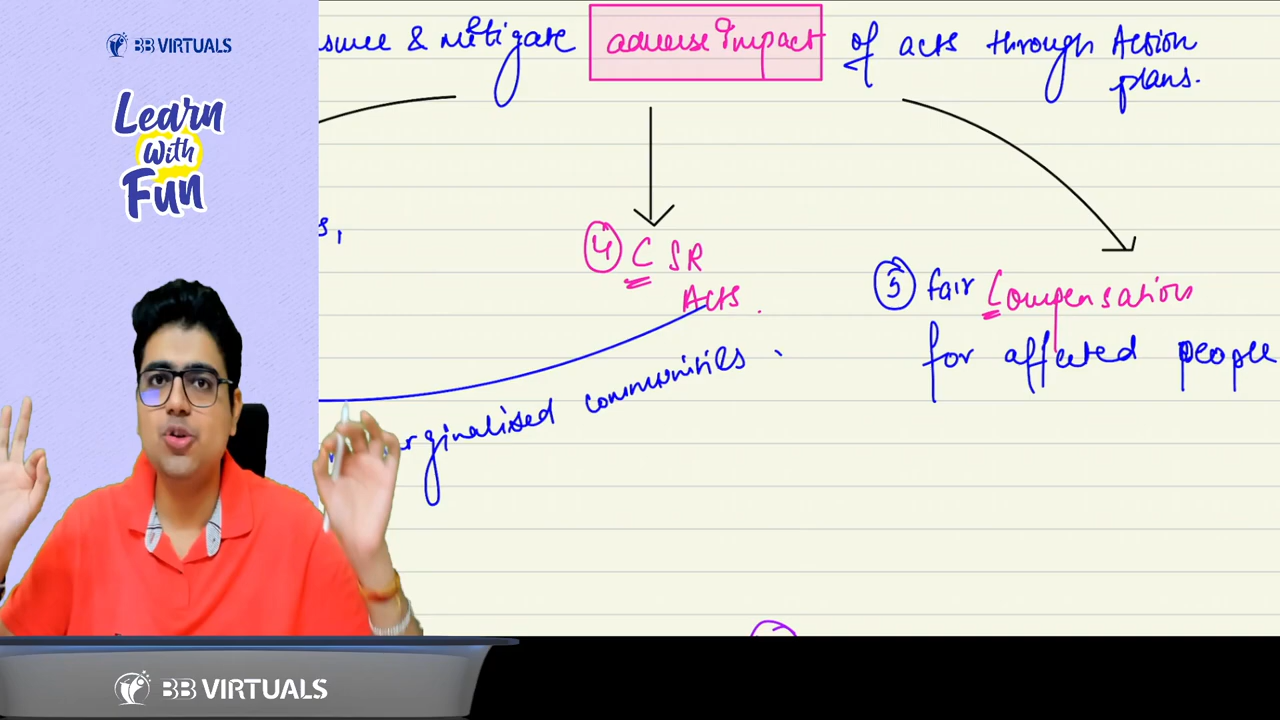 BB VIRTUALS
Learn
With
Fun
& mitigate adverse impact of acts through Action
plans.
s,
4 CSR
Acts.
5 fair Compensation
for affected people
communities
BB VIRTUALS